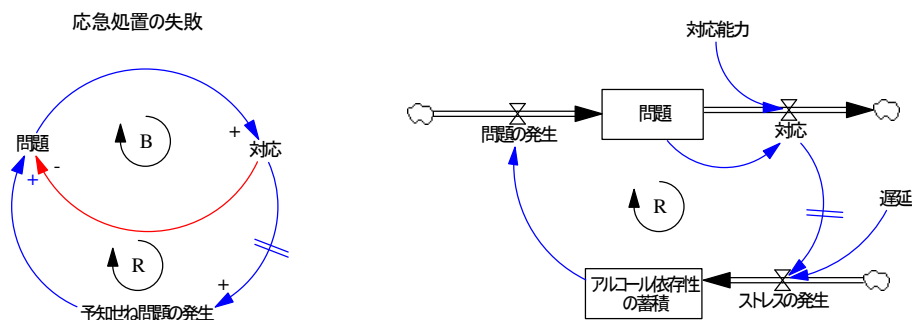 応急処置の失敗
問題
B
+
対応
-
+
R
+
予知せね問題の発生
対応能力
問題
問題の発生
対応
R
遅延
アルコール依存性
の蓄積
ストレスの発生